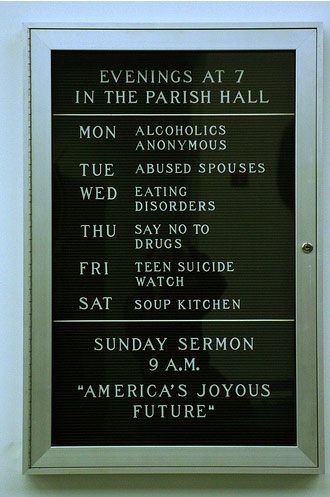 EVENINGS AT 7
IN THE PARISH HALL
MON ALCOHOLICS
ANONYMOUS
TUE ABUSED SPOUSES
WED EATING
DISORDERS
THU SAY NO TO
DRUGS
FRI TEEN SUICIDE
WATCH
SAT SOUP KITCHEN
SUNDAY SERMON
9 A.M.
"AMERICA'S JOYOUS
FUTURE"